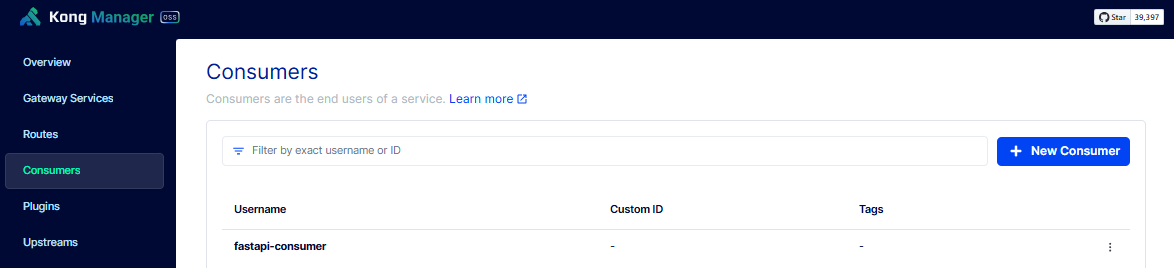 Kong Manager OSS
Star 39,397
Overview
Gateway Services
Routes
Consumers
Plugins
Upstreams
Consumers
Consumers are the end users of a service. Learn more
Filter by exact username or ID
New Consumer
Username Custom ID Tags
fastapi-consumer - -